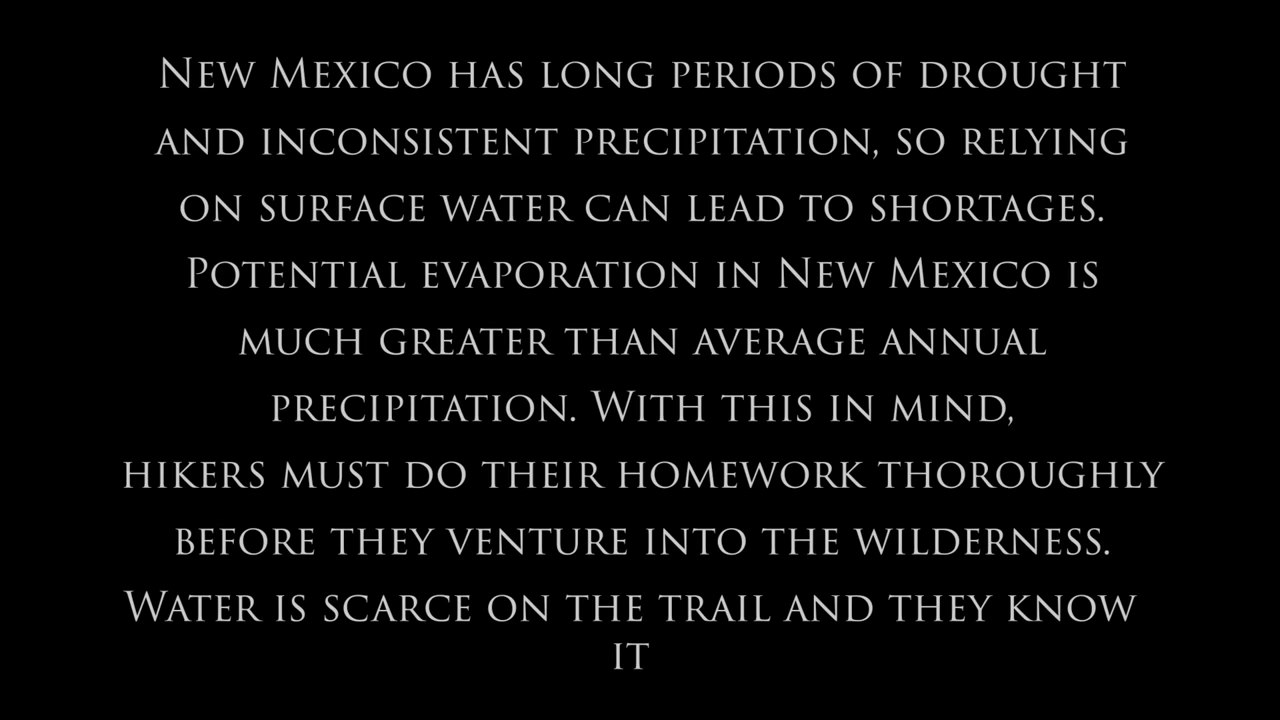 New Mexico has long periods of drought
and inconsistent precipitation, so relying
on surface water can lead to shortages.
Potential evaporation in New Mexico is
much greater than average annual
precipitation. With this in mind,
hikers must do their homework thoroughly
before they venture into the wilderness.
Water is scarce on the trail and they know
it